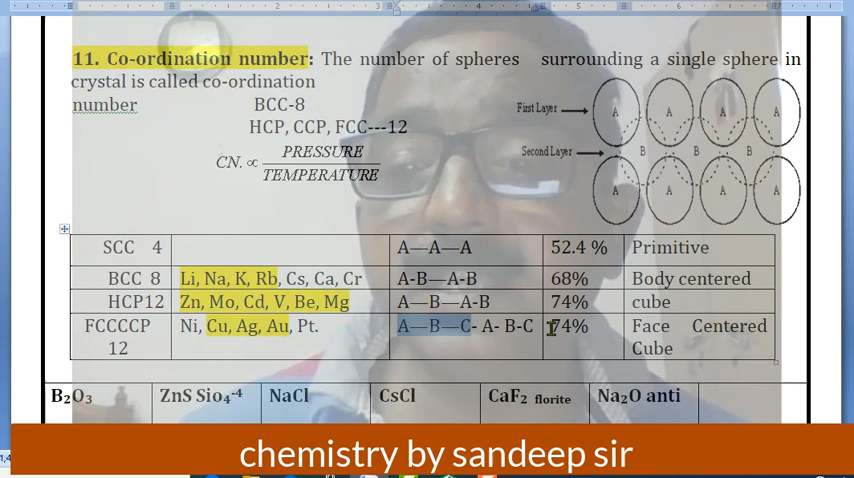 11. Co-ordination number: The number of spheres surrounding a single sphere in
crystal is called co-ordination
number BCC-8
HCP, CCP, FCC---12
CN. ∝ PRESSURE
TEMPERATURE
First Layer
A A A A
Second Layer B B B
A A A A
SCC 4 A—A—A 52.4 % Primitive
BCC 8 Li, Na, K, Rb, Cs, Ca, Cr A-B—A-B 68% Body centered
HCP12 Zn, Mo, Cd, V, Be, Mg A—B—A-B 74% cube
FCCCCP Ni, Cu, Ag, Au, Pt. A—B—C- A- B-C 74% Face Centered
12 Cube
B₂O₃ ZnS Sio₄⁻⁴ NaCl CsCl CaF₂ florite Na₂O anti
chemistry by sandeep sir